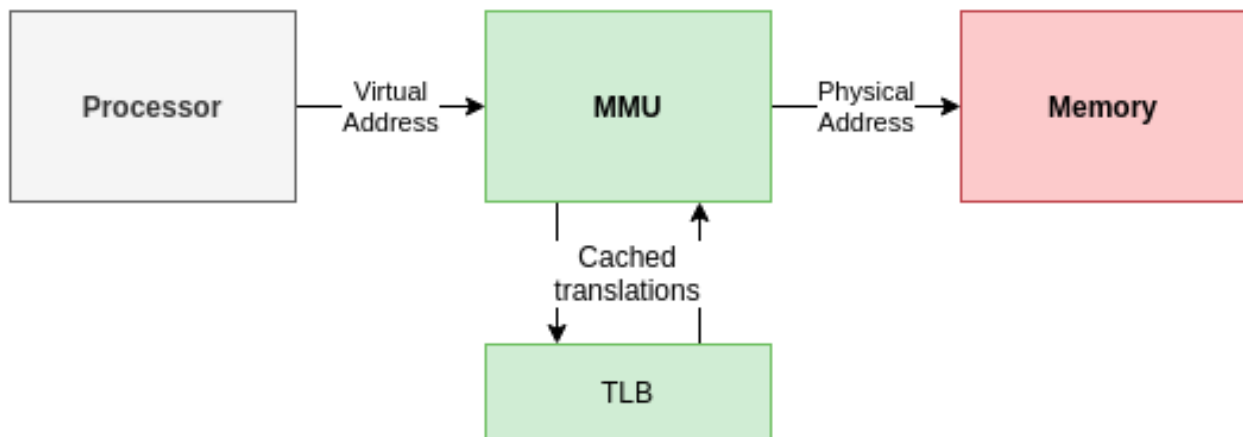 Processor
Virtual
Address
MMU
Physical
Address
Memory
Cached
translations
TLB